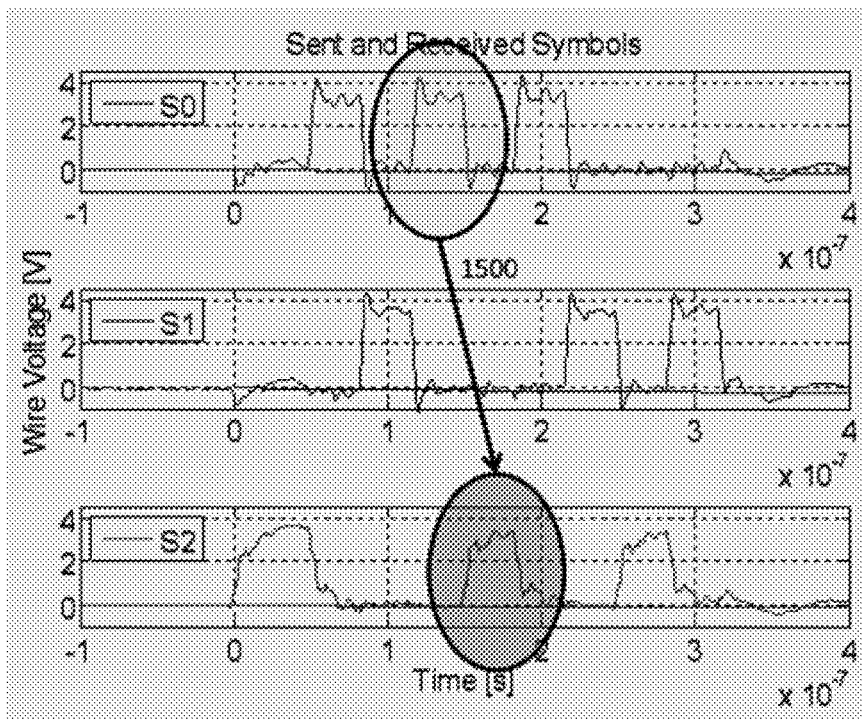 Sent and Received Symbols
4
2
0
S0
-1 0 1 2 3 4
x 10⁻⁷
1500
Wire Voltage [V]
4
2
0
S1
-1 0 1 2 3 4
x 10⁻⁷
4
2
0
S2
-1 0 1 2 3 4
Time [s]
x 10⁻⁷